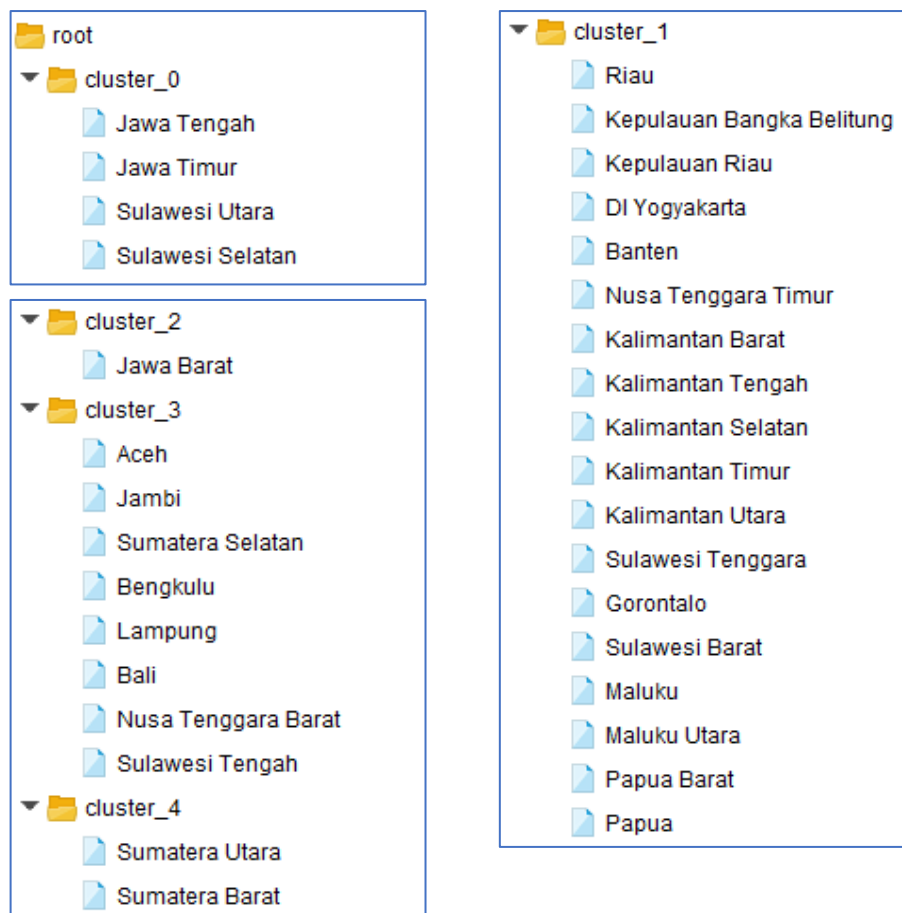 root
cluster_0
Jawa Tengah
Jawa Timur
Sulawesi Utara
Sulawesi Selatan
cluster_2
Jawa Barat
cluster_3
Aceh
Jambi
Sumatera Selatan
Bengkulu
Lampung
Bali
Nusa Tenggara Barat
Sulawesi Tengah
cluster_4
Sumatera Utara
Sumatera Barat
cluster_1
Riau
Kepulauan Bangka Belitung
Kepulauan Riau
DI Yogyakarta
Banten
Nusa Tenggara Timur
Kalimantan Barat
Kalimantan Tengah
Kalimantan Selatan
Kalimantan Timur
Kalimantan Utara
Sulawesi Tenggara
Gorontalo
Sulawesi Barat
Maluku
Maluku Utara
Papua Barat
Papua